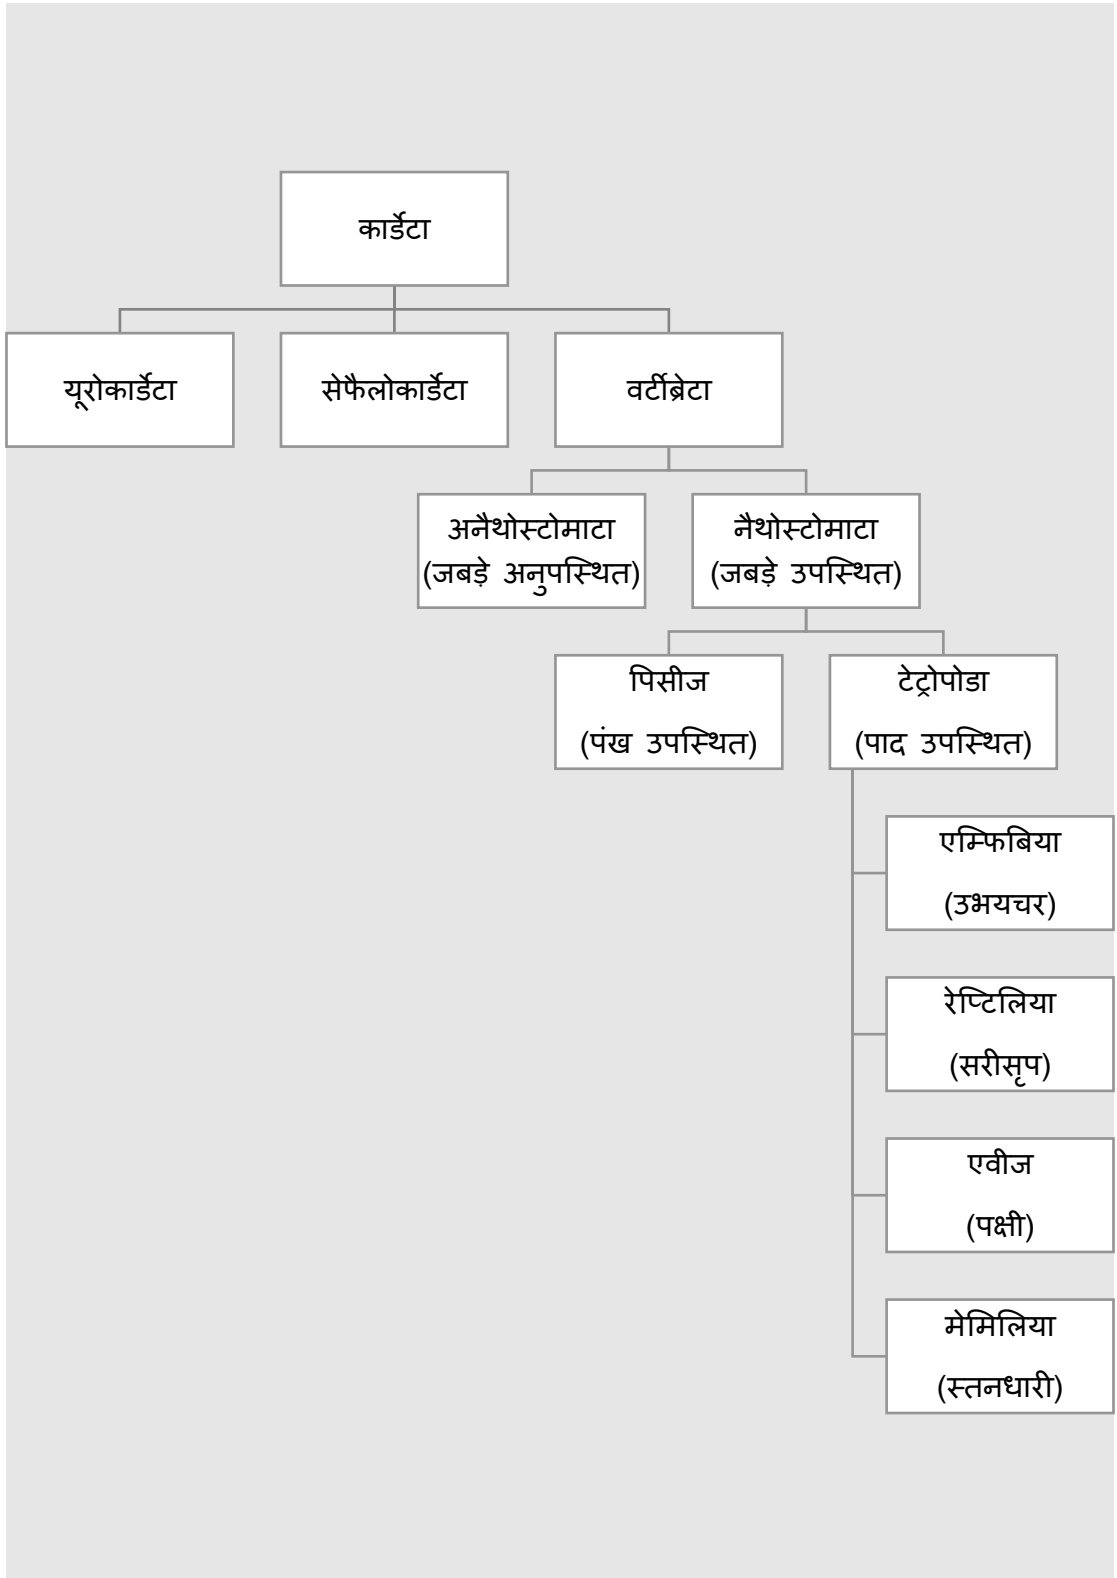 कार्डेटा
यूरोकार्डेटा
सेफैलोकार्डेटा
वर्टीब्रेटा
अनैथोस्टोमाटा
(जबड़े अनुपस्थित)
नैथोस्टोमाटा
(जबड़े उपस्थित)
पिसीज
(पंख उपस्थित)
टेट्रोपोडा
(पाद उपस्थित)
एम्फिबिया
(उभयचर)
रेप्टिलिया
(सरीसृप)
एवीज
(पक्षी)
मेमिलिया
(स्तनधारी)